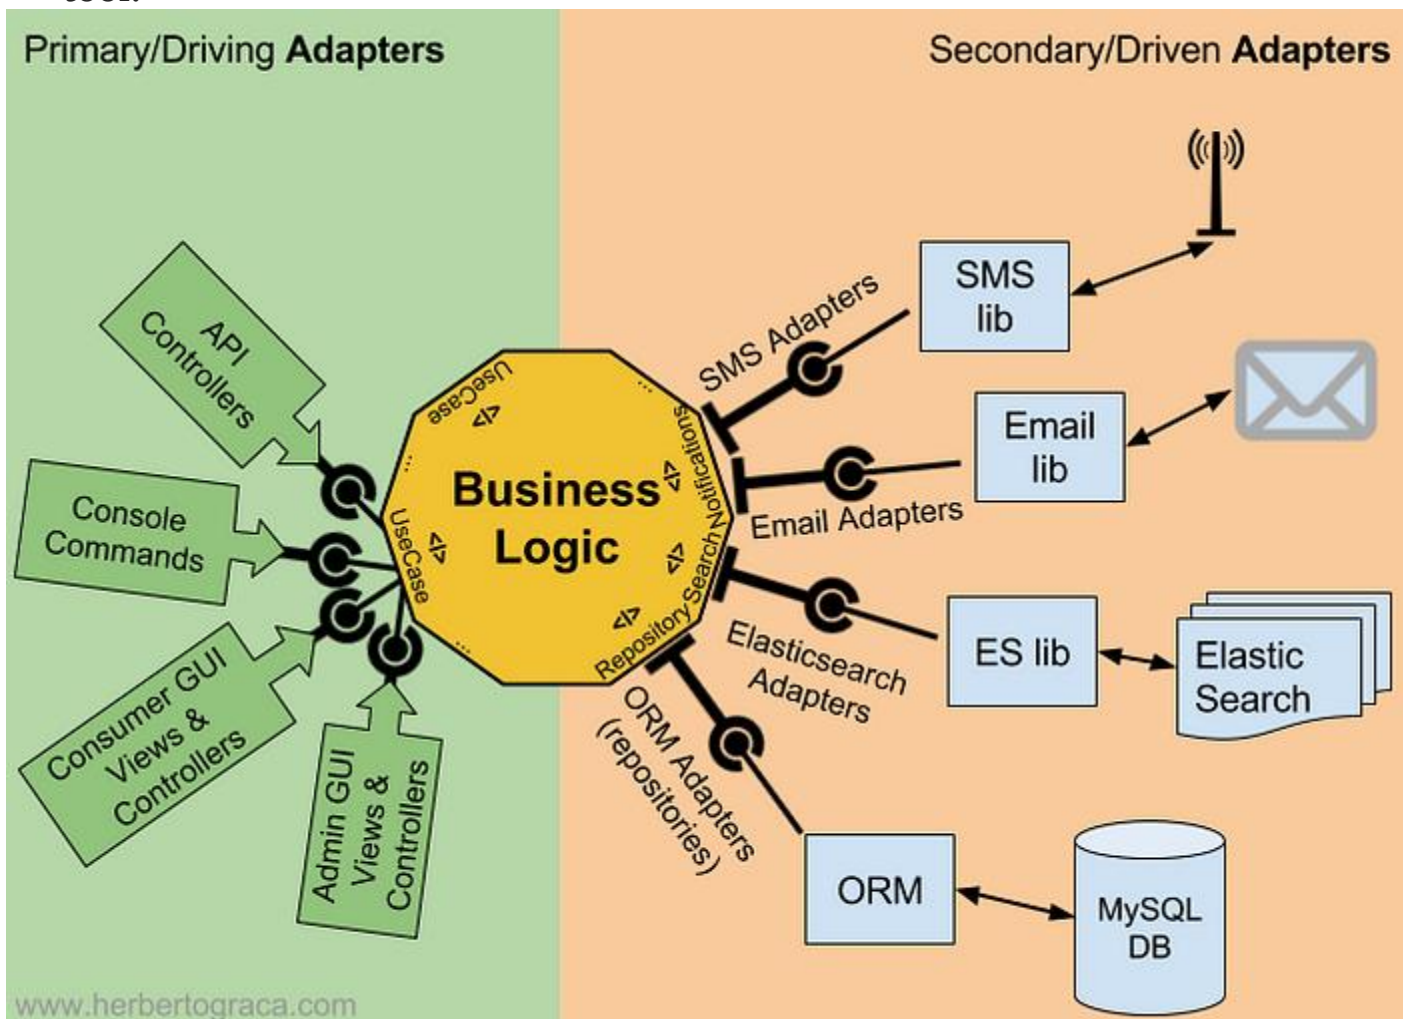 Primary/Driving Adapters
Secondary/Driven Adapters
API
Controllers
Console
Commands
Consumer GUI
Views &
Controllers
Admin GUI
Views &
Controllers
UseCase
</>
...
UseCase
</>
...
...
Business
Logic
Notifications
</>
Search
</>
Repository
</>
SMS Adapters
SMS
lib
Email Adapters
Email
lib
Elasticsearch
Adapters
ES lib
Elastic
Search
ORM Adapters
(repositories)
ORM
MySQL
DB
www.herbertograca.com